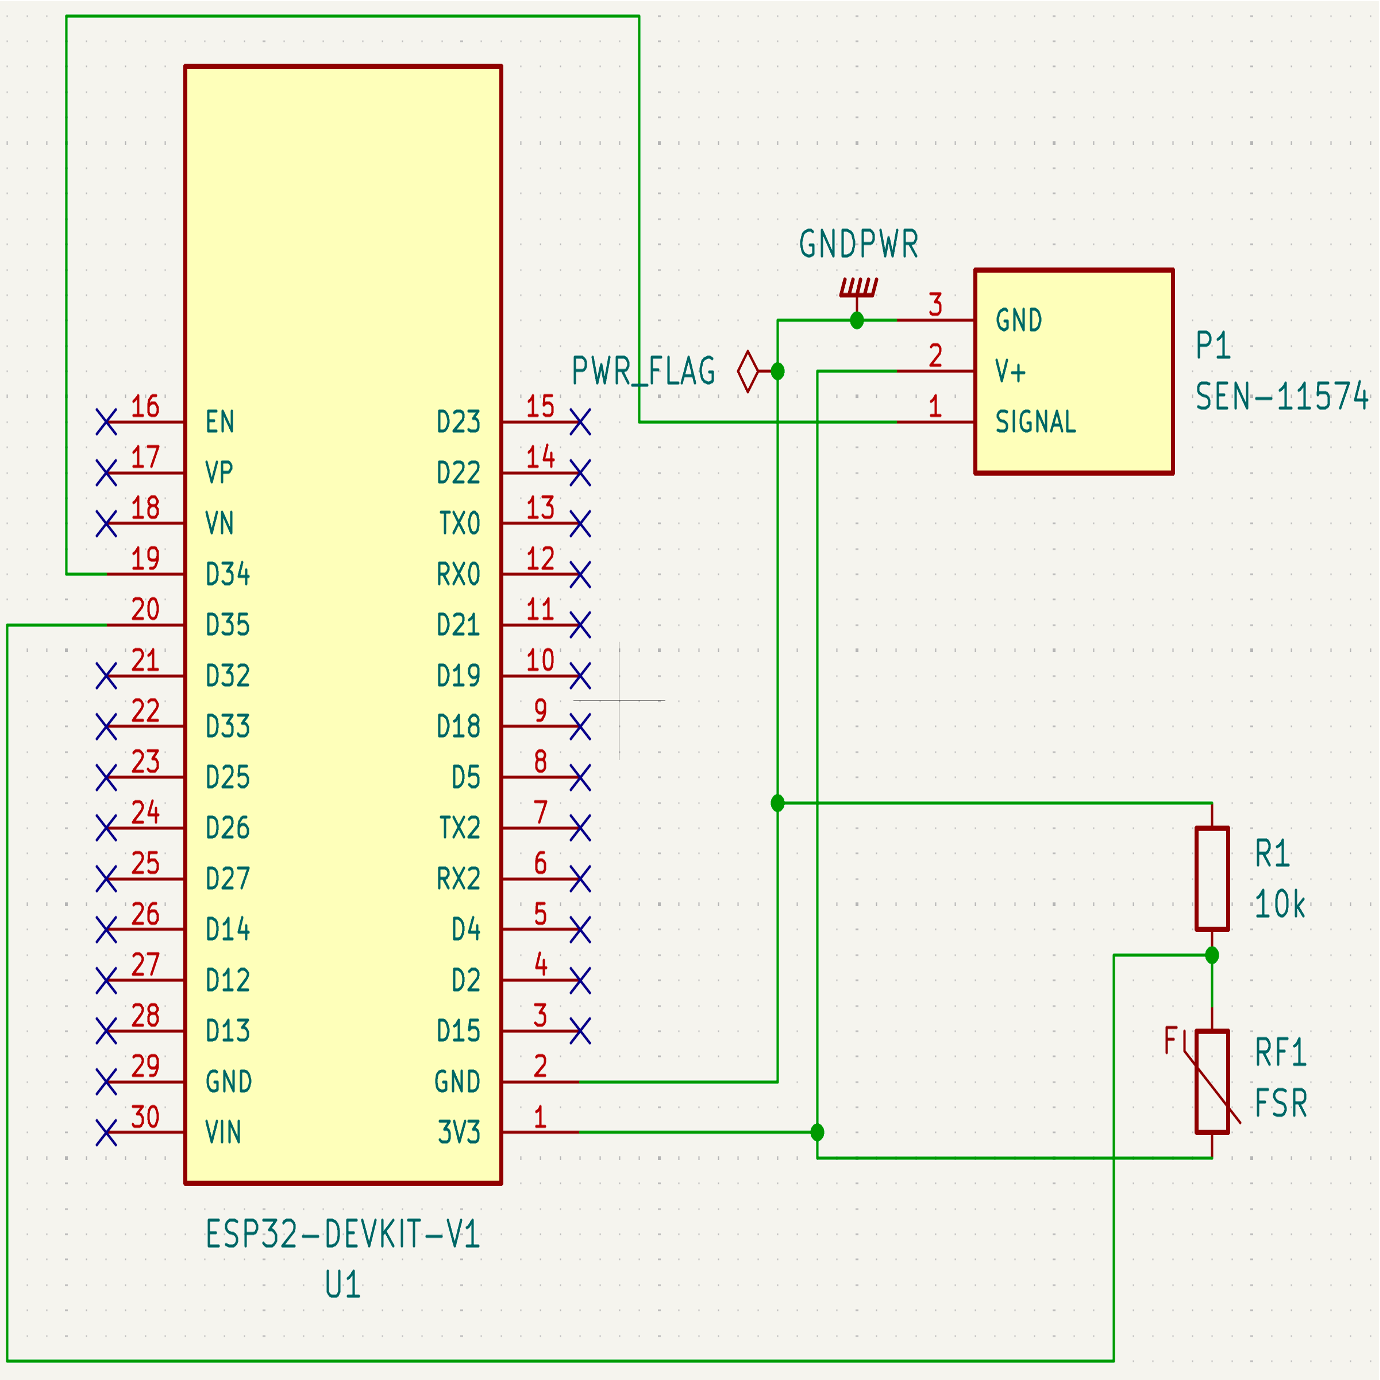 GNDPWR
PWR_FLAG
3 GND
2 V+
1 SIGNAL
P1
SEN-11574
16 EN D23 15
17 VP D22 14
18 VN TX0 13
19 D34 RX0 12
20 D35 D21 11
21 D32 D19 10
22 D33 D18 9
23 D25 D5 8
24 D26 TX2 7
25 D27 RX2 6
26 D14 D4 5
27 D12 D2 4
28 D13 D15 3
29 GND GND 2
30 VIN 3V3 1
R1
10k
F
RF1
FSR
ESP32-DEVKIT-V1
U1